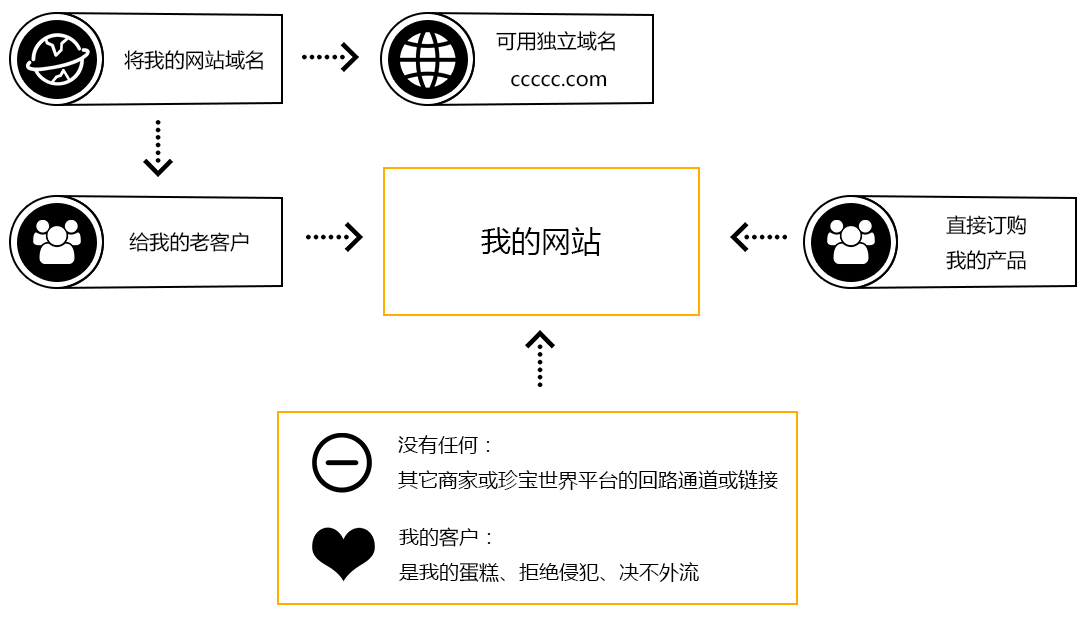 将我的网站域名
可用独立域名
ccccc.com
给我的老客户
我的网站
直接订购
我的产品
没有任何：
其它商家或珍宝世界平台的回路通道或链接
我的客户：
是我的蛋糕、拒绝侵犯、决不外流